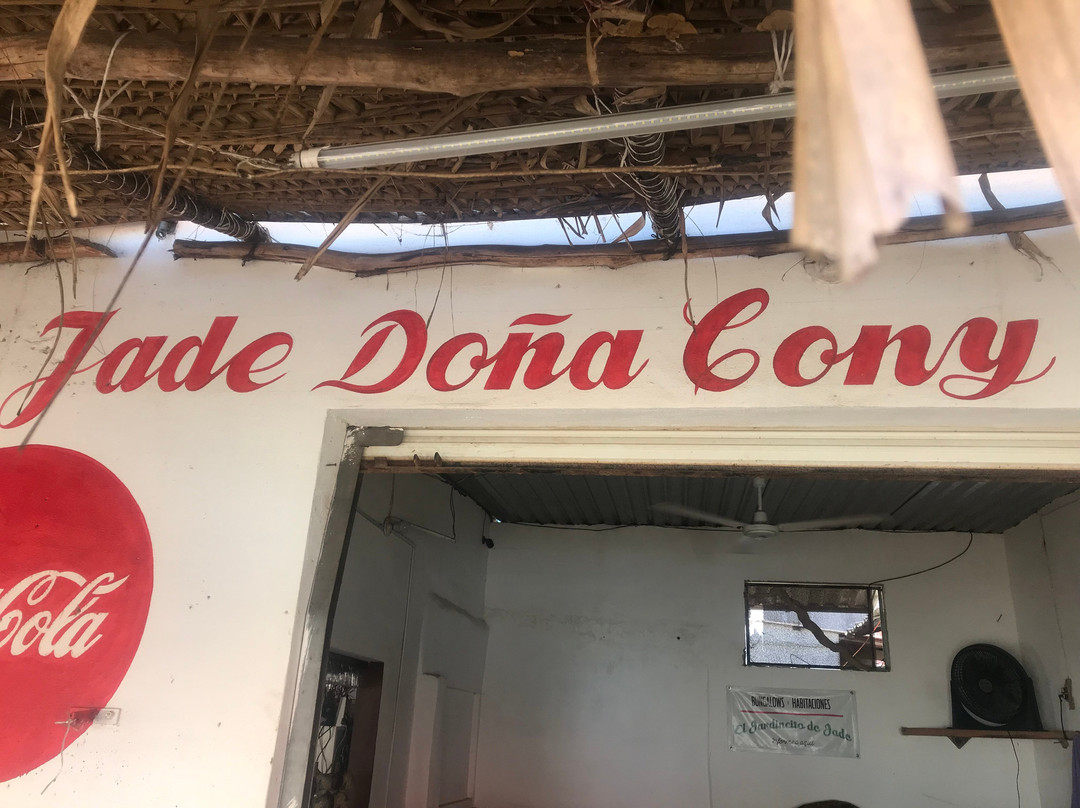 Jade Doña Cony
Cola
BUNGALOWS - HABITACIONES
El Jardincito de Jade